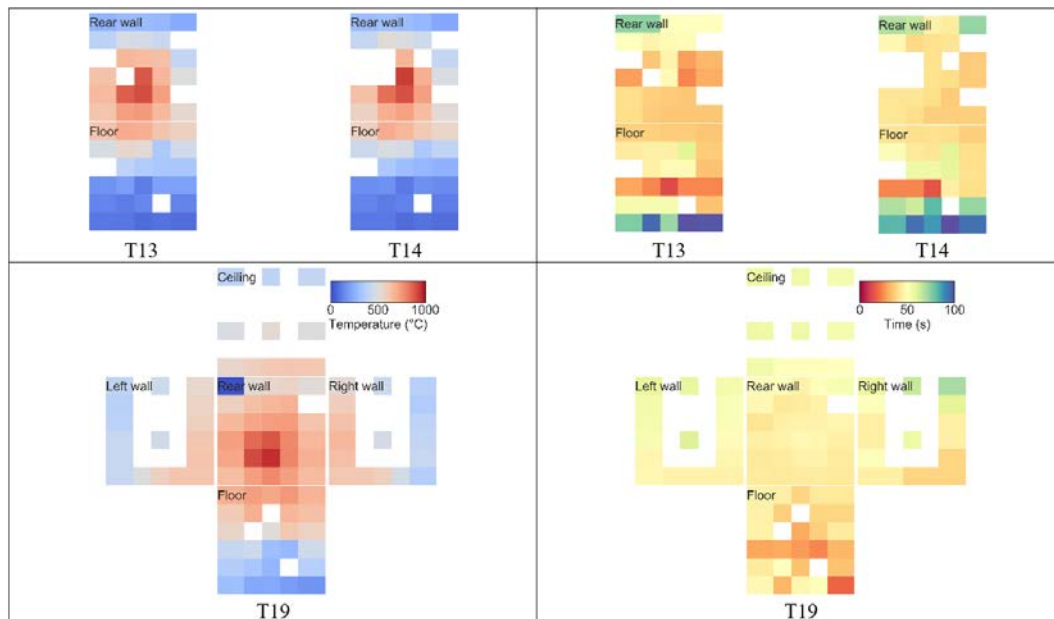 Rear wall
Rear wall
Floor
Floor
T13
T14
Rear wall
Rear wall
Floor
Floor
T13
T14
Ceiling
0 500 1000
Temperature (°C)
Left wall
Rear wall
Right wall
Floor
T19
Ceiling
0 50 100
Time (s)
Left wall
Rear wall
Right wall
Floor
T19